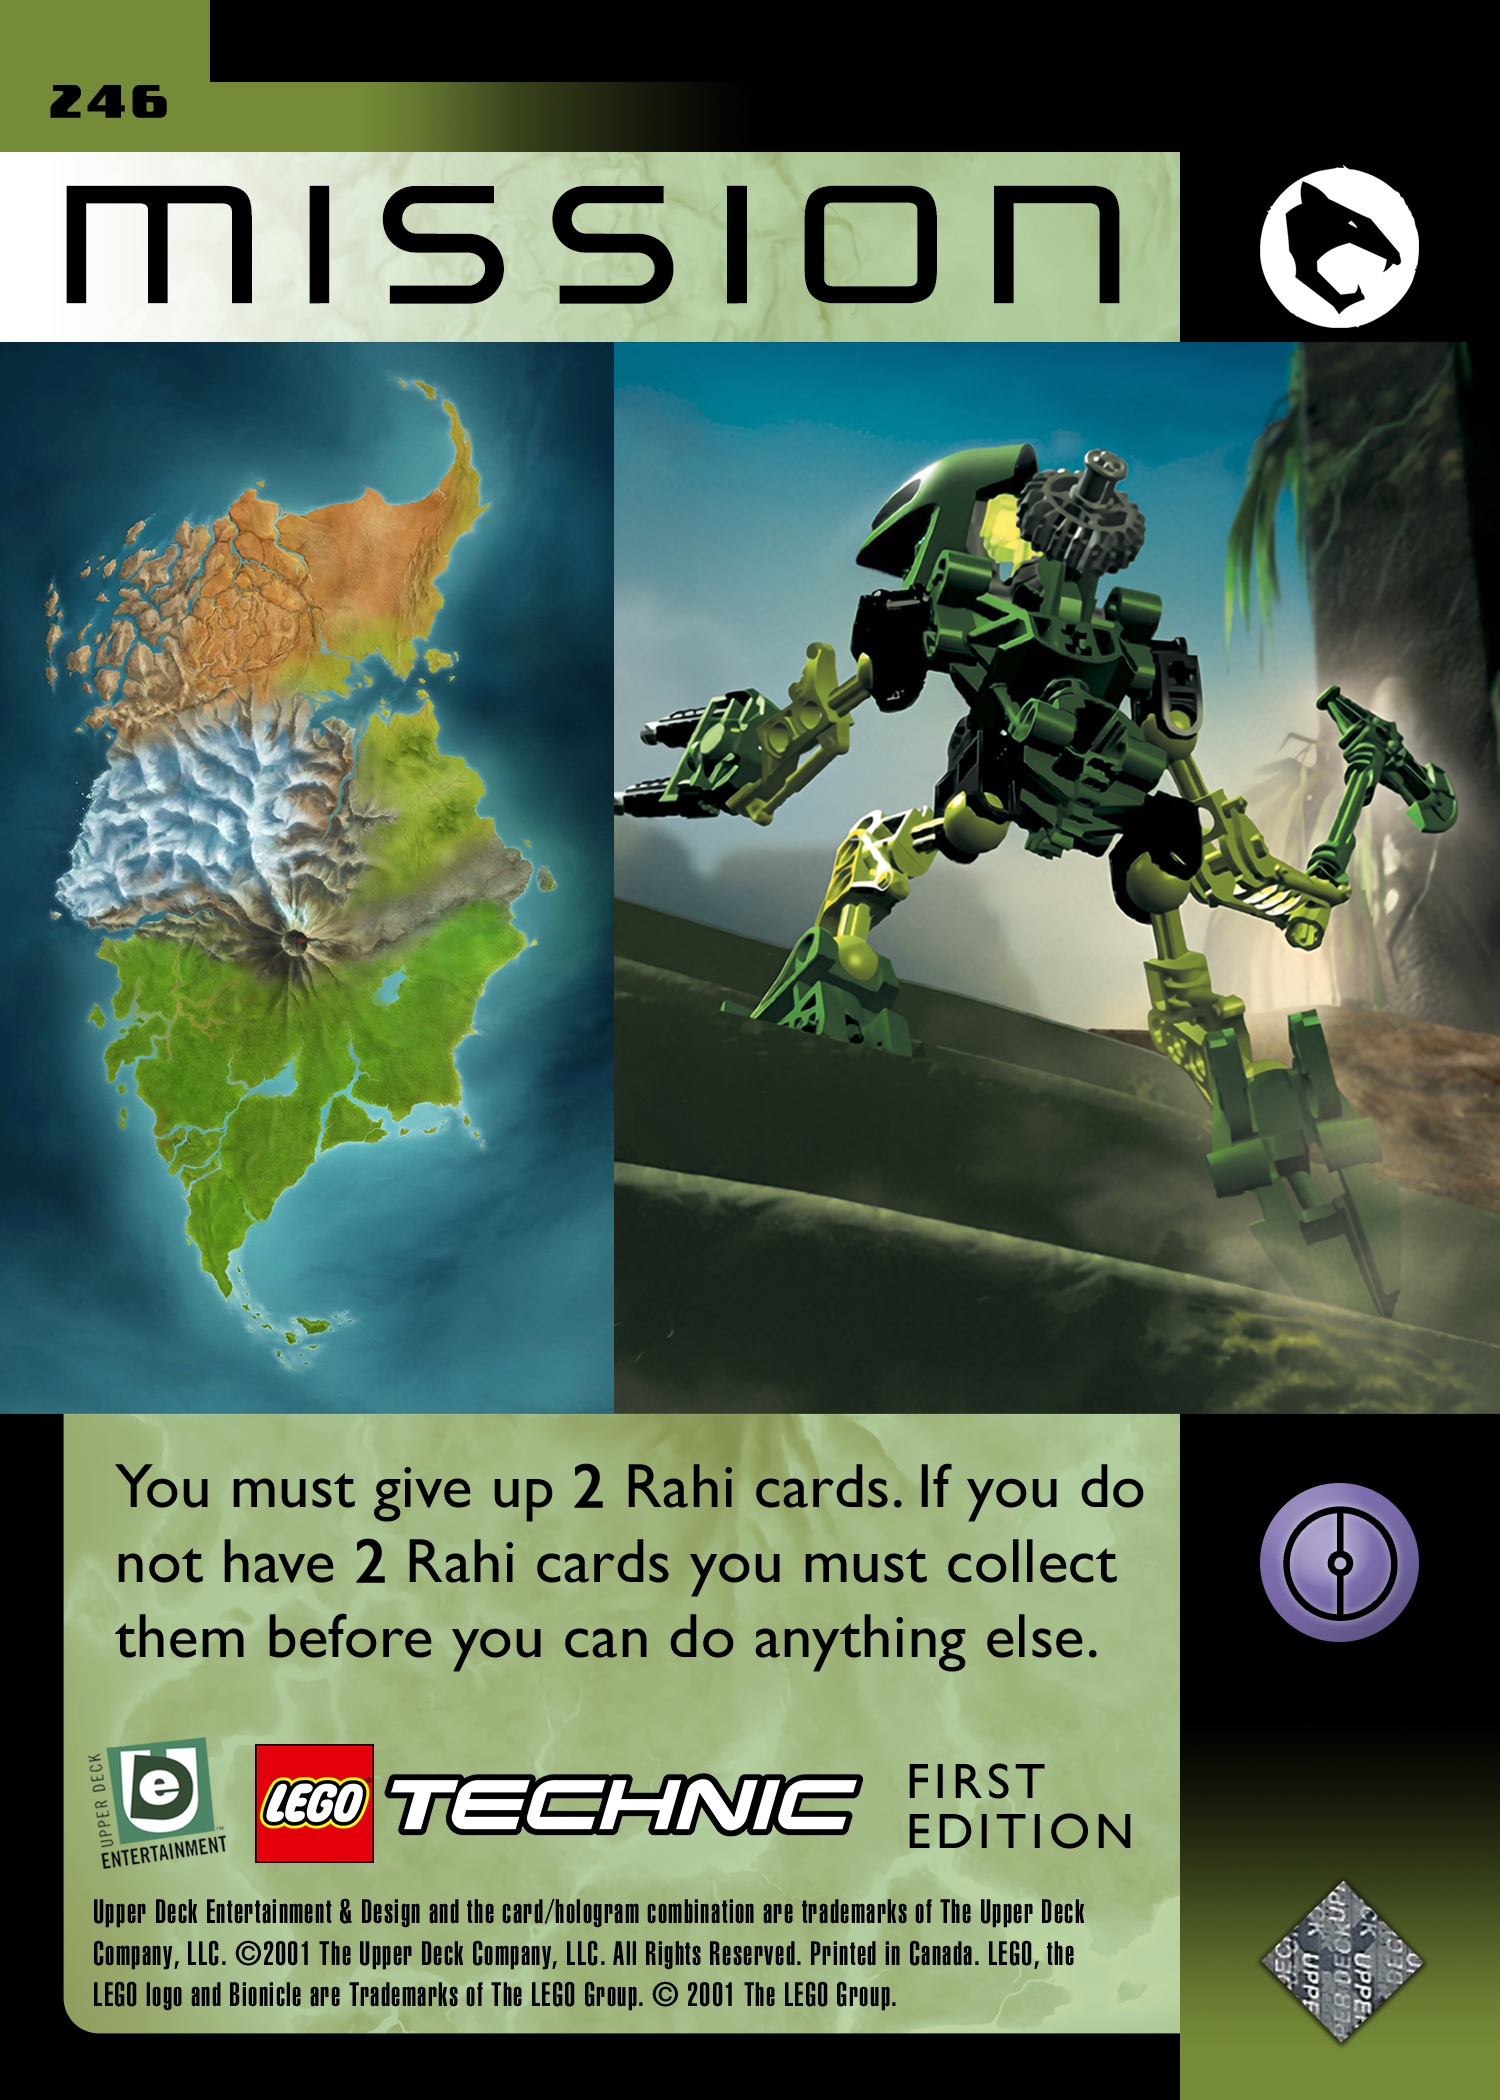 246
MISSION
You must give up 2 Rahi cards. If you do
not have 2 Rahi cards you must collect
them before you can do anything else.
UPPER DECK
e
ENTERTAINMENT™
LEGO TECHNIC
FIRST
EDITION
Upper Deck Entertainment & Design and the card/hologram combination are trademarks of The Upper Deck
Company, LLC. ©2001 The Upper Deck Company, LLC. All Rights Reserved. Printed in Canada. LEGO, the
LEGO logo and Bionicle are Trademarks of The LEGO Group. © 2001 The LEGO Group.